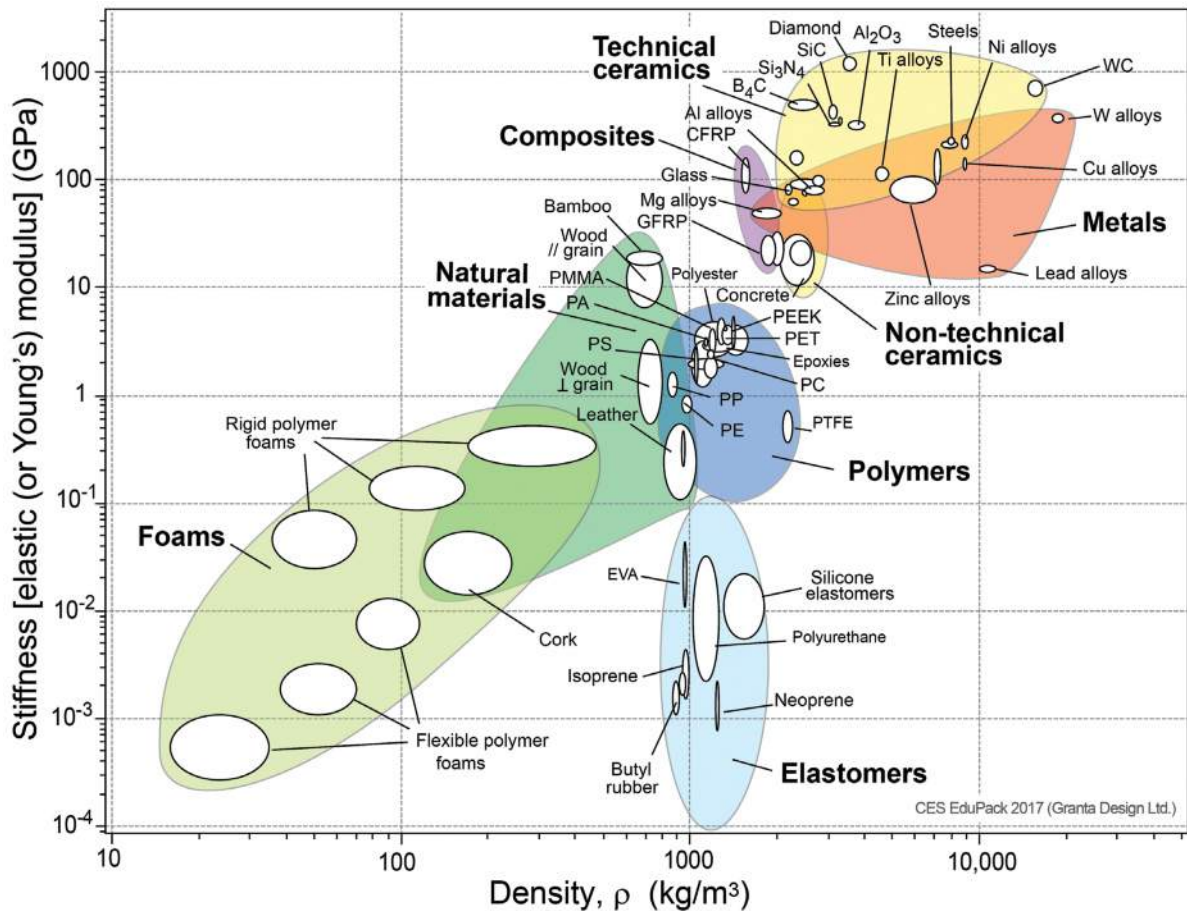 Stiffness [elastic (or Young's) modulus] (GPa)
1000
100
10
1
10⁻¹
10⁻²
10⁻³
10⁻⁴
Technical
ceramics
Diamond
SiC
Si₃N₄
B₄C
Al₂O₃
Steels
Ti alloys
Ni alloys
WC
W alloys
Composites
Al alloys
CFRP
Glass
Mg alloys
GFRP
Cu alloys
Metals
Lead alloys
Zinc alloys
Bamboo
Wood
// grain
Natural
materials
PMMA
PA
PS
Polyester
Concrete
PEEK
PET
Epoxies
PC
Non-technical
ceramics
Wood
⊥ grain
Leather
PP
PE
PTFE
Polymers
Rigid polymer
foams
Foams
Cork
Flexible polymer
foams
EVA
Silicone
elastomers
Polyurethane
Isoprene
Neoprene
Butyl
rubber
Elastomers
CES EduPack 2017 (Granta Design Ltd.)
10
100
1000
10,000
Density, ρ (kg/m³)